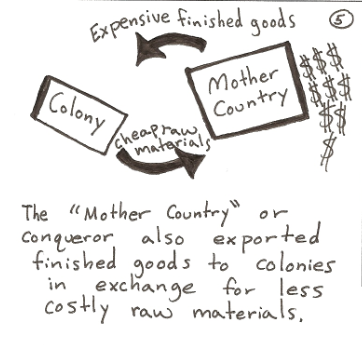 Expensive finished goods
5
Mother
Country
$$$
$$$
$$
$
Colony
cheap raw
materials
The "Mother Country" or
conqueror also exported
finished goods to colonies
in exchange for less
costly raw materials.